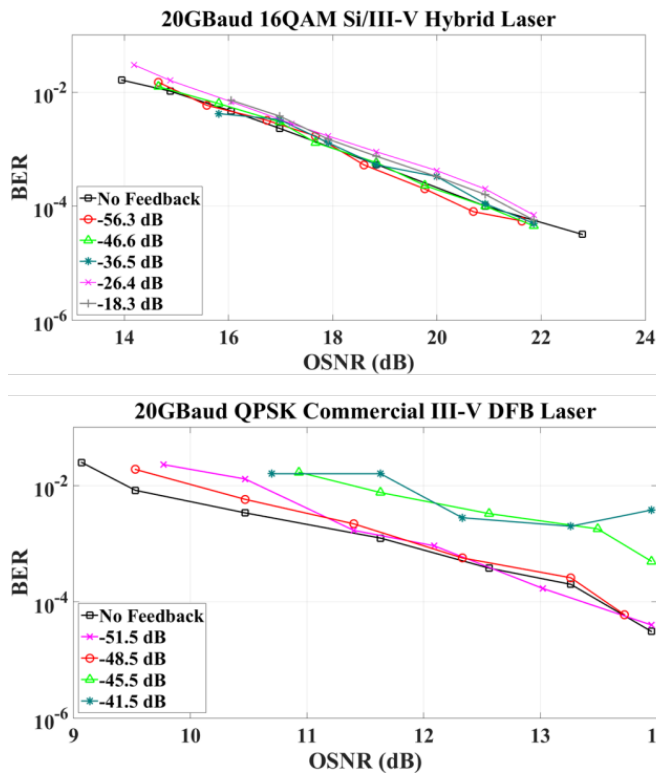 20GBaud 16QAM Si/III-V Hybrid Laser
BER
10-2
10-4
10-6
No Feedback
-56.3 dB
-46.6 dB
-36.5 dB
-26.4 dB
-18.3 dB
14 16 18 20 22 24
OSNR (dB)
20GBaud QPSK Commercial III-V DFB Laser
BER
10-2
10-4
10-6
No Feedback
-51.5 dB
-48.5 dB
-45.5 dB
-41.5 dB
9 10 11 12 13 1
OSNR (dB)